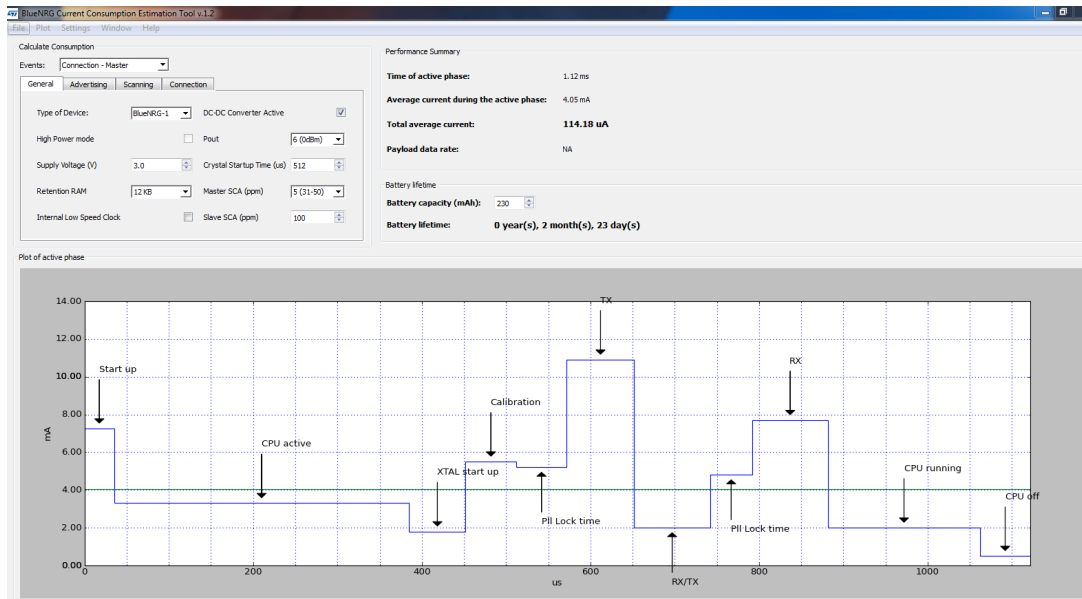 BlueNRG Current Consumption Estimation Tool v.1.2
File Plot Settings Window Help
Calculate Consumption
Events: Connection - Master
General Advertising Scanning Connection
Type of Device: BlueNRG-1 DC-DC Converter Active
High Power mode Pout 6 (0dBm)
Supply Voltage (V) 3.0 Crystal Startup Time (us) 512
Retention RAM 12 KB Master SCA (ppm) 5 (31-50)
Internal Low Speed Clock Slave SCA (ppm) 100
Performance Summary
Time of active phase: 1.12 ms
Average current during the active phase: 4.05 mA
Total average current: 114.18 uA
Payload data rate: NA
Battery lifetime
Battery capacity (mAh): 230
Battery lifetime: 0 year(s), 2 month(s), 23 day(s)
Plot of active phase
14.00
12.00
10.00
8.00
6.00
4.00
2.00
0.00
mA
Start up
CPU active
XTAL start up
Calibration
Pll Lock time
TX
RX/TX
Pll Lock time
RX
CPU running
CPU off
0 200 400 600 800 1000
us